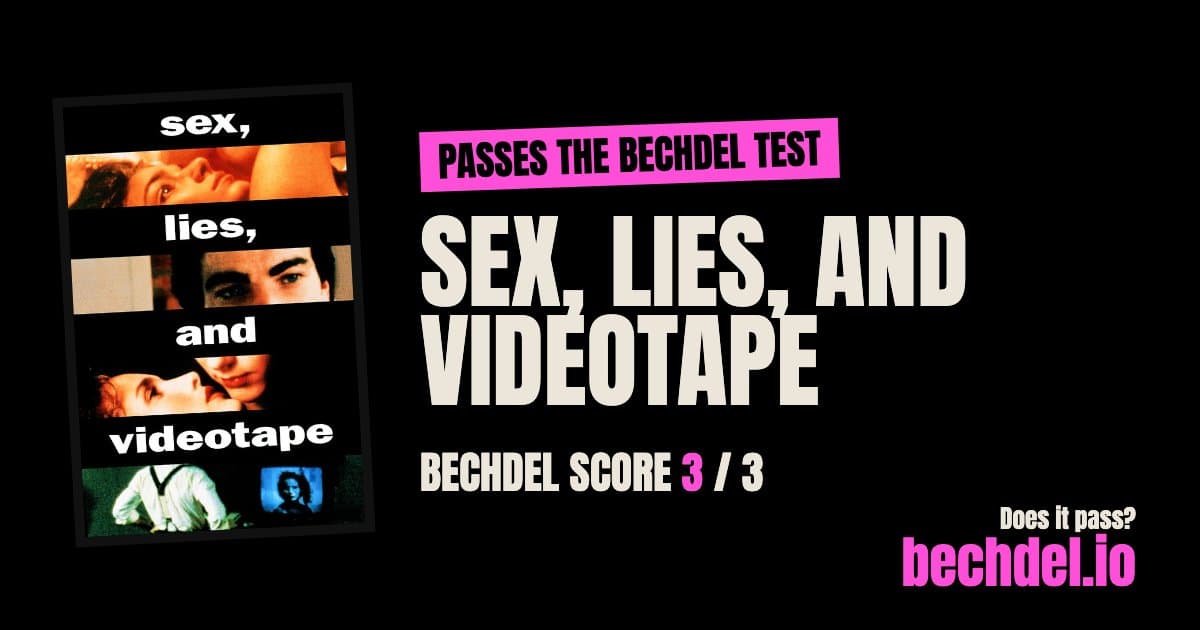 sex,
lies,
and
videotape
PASSES THE BECHDEL TEST
SEX, LIES, AND
VIDEOTAPE
BECHDEL SCORE 3 / 3
Does it pass?
bechdel.io